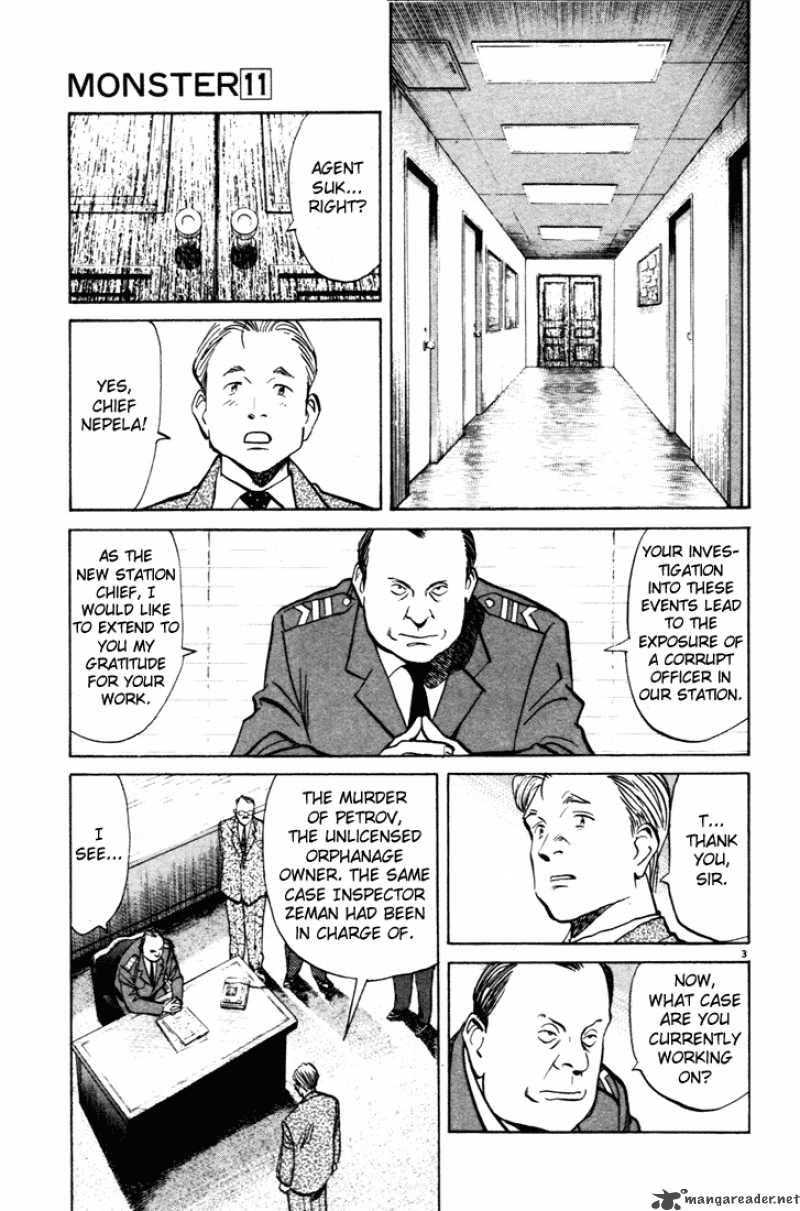 MONSTER 11
AGENT
SUK...
RIGHT?
YES,
CHIEF
NEPELA!
YOUR INVES-
TIGATION
INTO THESE
EVENTS LEAD
TO THE
EXPOSURE OF
A CORRUPT
OFFICER IN
OUR STATION.
AS THE
NEW STATION
CHIEF, I
WOULD LIKE
TO EXTEND TO
YOU MY
GRATITUDE
FOR YOUR
WORK.
T...
THANK
YOU,
SIR.
3
NOW,
WHAT CASE
ARE YOU
CURRENTLY
WORKING
ON?
THE MURDER
OF PETROV,
THE UNLICENSED
ORPHANAGE
OWNER. THE SAME
CASE INSPECTOR
ZEMAN HAD BEEN
IN CHARGE OF.
I
SEE...
mangareader.net